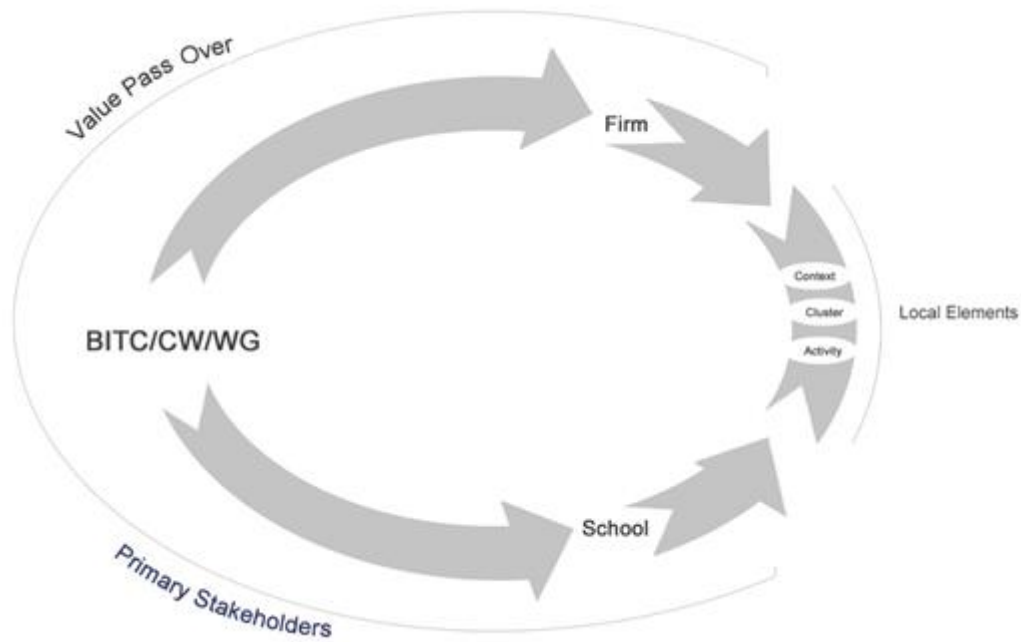 Value Pass Over
Firm
Context
Cluster
Activity
Local Elements
BITC/CW/WG
School
Primary Stakeholders